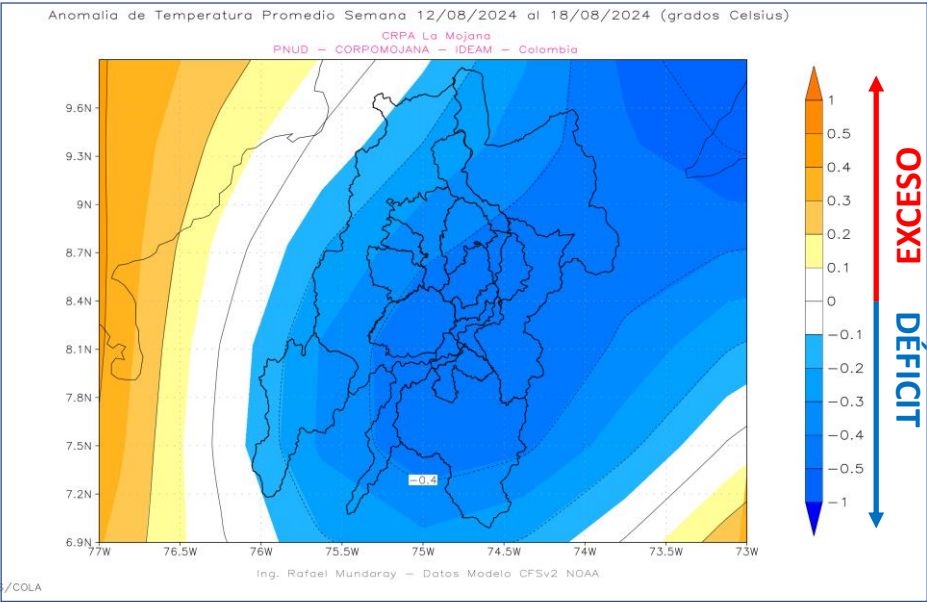 Anomalia de Temperatura Promedio Semana 12/08/2024 al 18/08/2024 (grados Celsius)
CRPA La Mojana
PNUD – CORPOMOJANA – IDEAM – Colombia
9.6N
9.3N
9N
8.7N
8.4N
8.1N
7.8N
7.5N
7.2N
6.9N
77W
76.5W
76W
75.5W
75W
74.5W
74W
73.5W
73W
−0.4
1
0.5
0.4
0.3
0.2
0.1
0
−0.1
−0.2
−0.3
−0.4
−0.5
−1
EXCESO
DÉFICIT
Ing. Rafael Mundaray – Datos Modelo CFSv2 NOAA
S/COLA